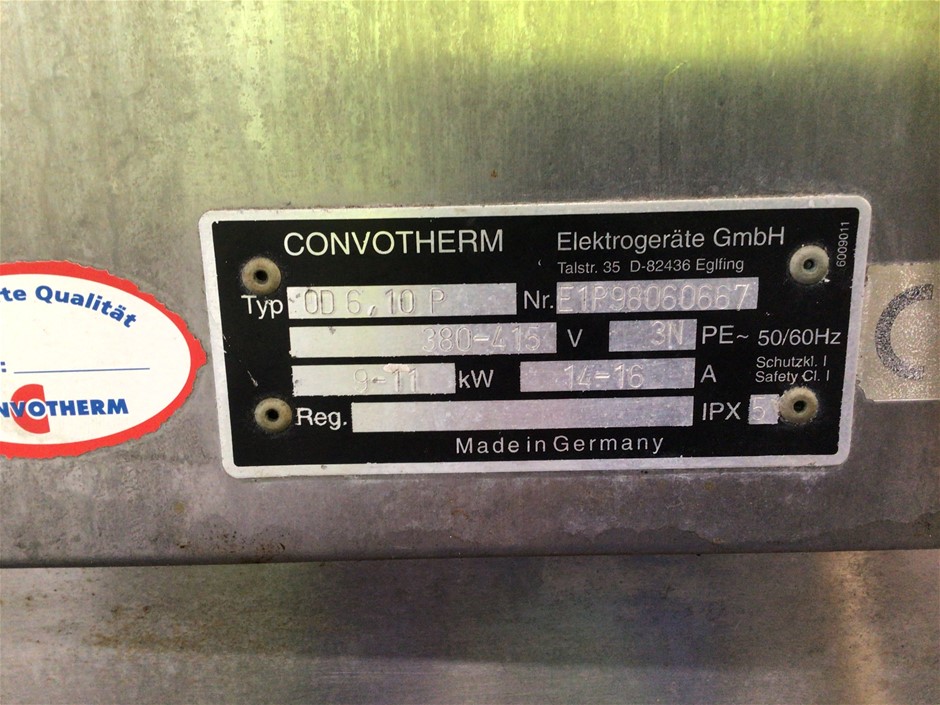 CONVOTHERM Elektrogeräte GmbH
Talstr. 35 D-82436 Eglfing
6009011
Typ OD 6,10 P Nr. E1P98060667
380-415 V 3N PE~ 50/60Hz
9-11 kW 14-16 A Schutzkl. I
Safety Cl. I
Reg. IPX 5
Made in Germany
te Qualität
:
NVOTHERM
C